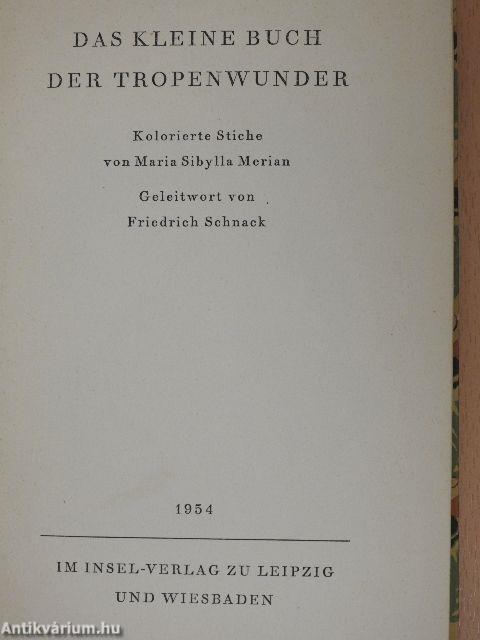 DAS KLEINE BUCH
DER TROPENWUNDER
Kolorierte Stiche
von Maria Sibylla Merian
Geleitwort von
Friedrich Schnack
1954
IM INSEL-VERLAG ZU LEIPZIG
UND WIESBADEN
Antikvárium.hu